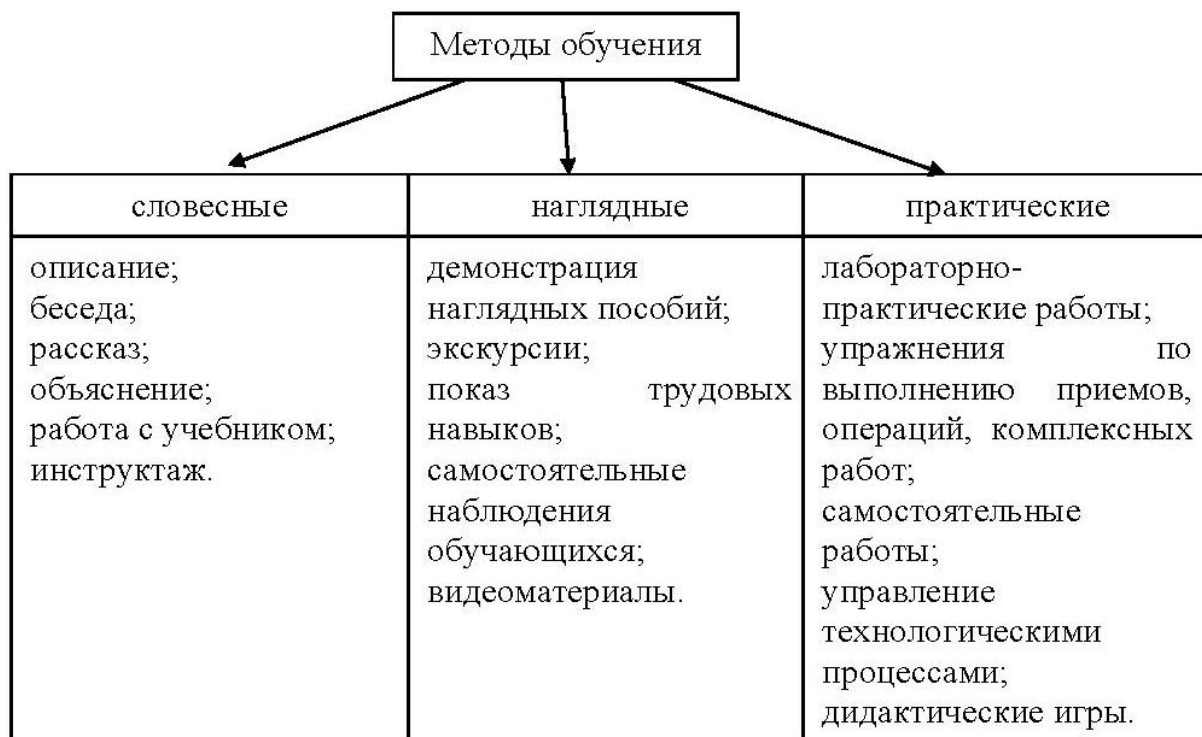 Методы обучения
словесные
описание;
беседа;
рассказ;
объяснение;
работа с учебником;
инструктаж.
наглядные
демонстрация
наглядных пособий;
экскурсии;
показ трудовых
навыков;
самостоятельные
наблюдения
обучающихся;
видеоматериалы.
практические
лабораторно-
практические работы;
упражнения по
выполнению приемов,
операций, комплексных
работ;
самостоятельные
работы;
управление
технологическими
процессами;
дидактические игры.